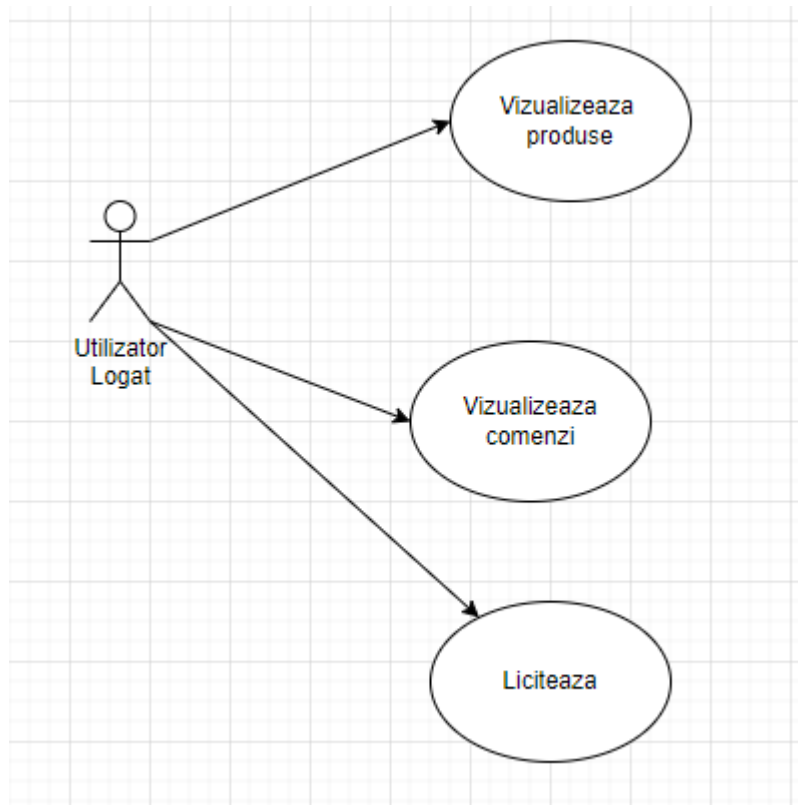 Vizualizeaza
produse
Utilizator
Logat
Vizualizeaza
comenzi
Liciteaza